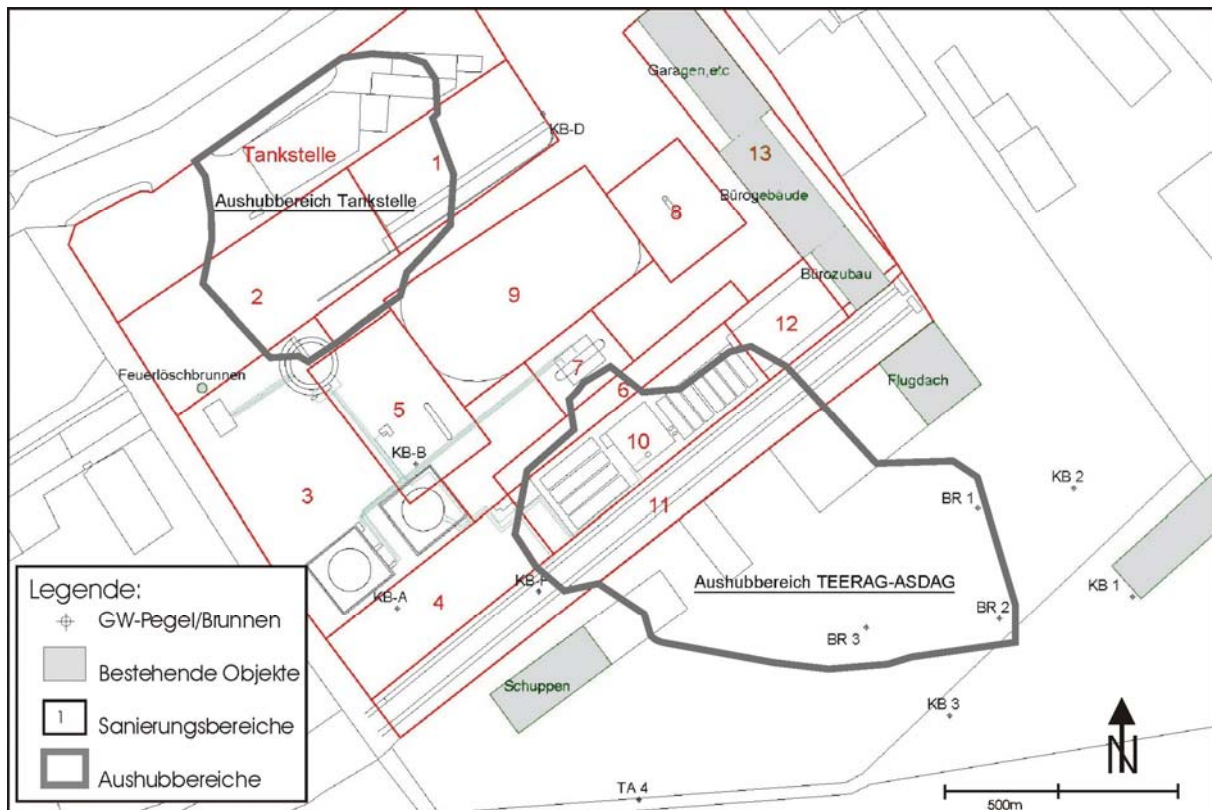 Garagen,etc
KB-D
13
Tankstelle
1
Aushubbereich Tankstelle
Bürogebäude
8
Bürozubau
2
9
12
Feuerlöschbrunnen
7
Flugdach
6
5
10
KB-B
KB 2
3
11
BR 1
Aushubbereich TEERAG-ASDAG
KB 1
KB-F
KB-A
4
BR 2
BR 3
Schuppen
KB 3
TA 4
Legende:
GW-Pegel/Brunnen
Bestehende Objekte
1 Sanierungsbereiche
Aushubbereiche
N
500m